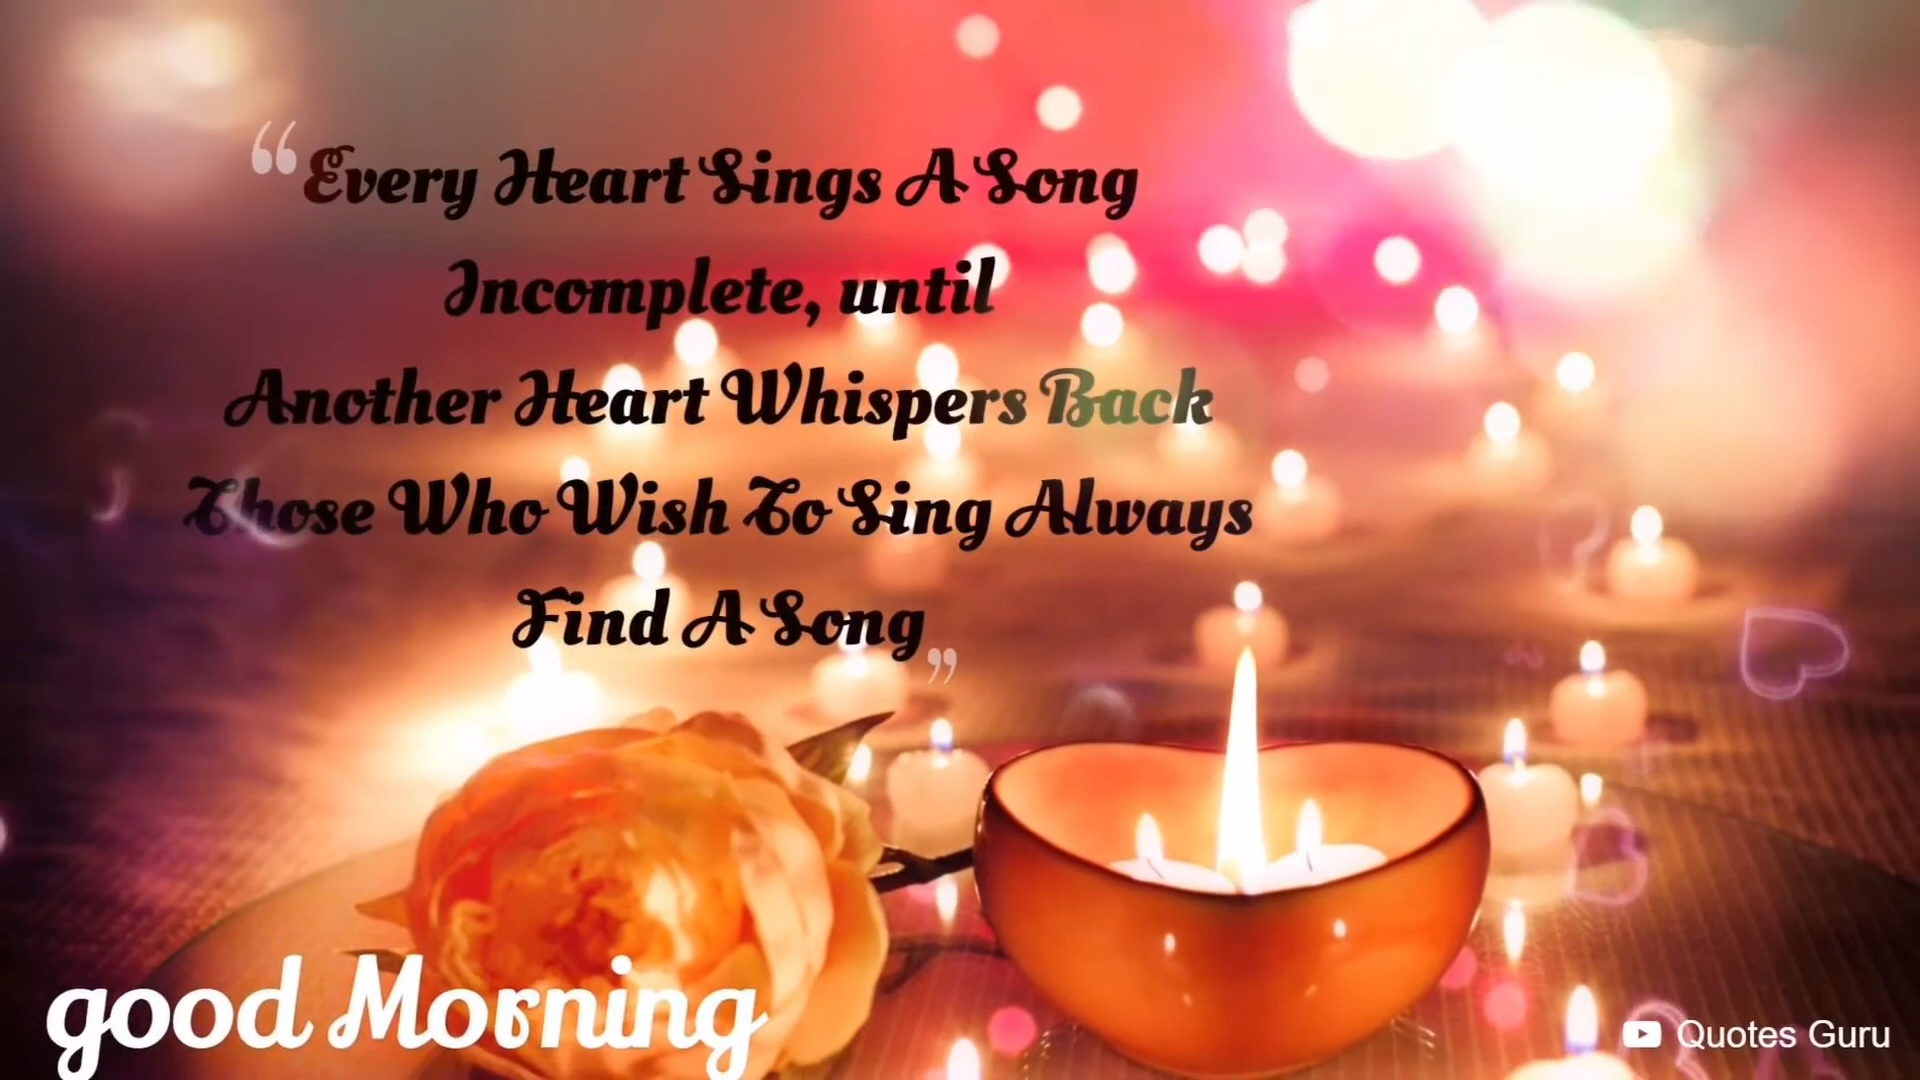 “Every Heart Sings A Song
Incomplete, until
Another Heart Whispers Back
Those Who Wish To Sing Always
Find A Song”
good Morning
Quotes Guru